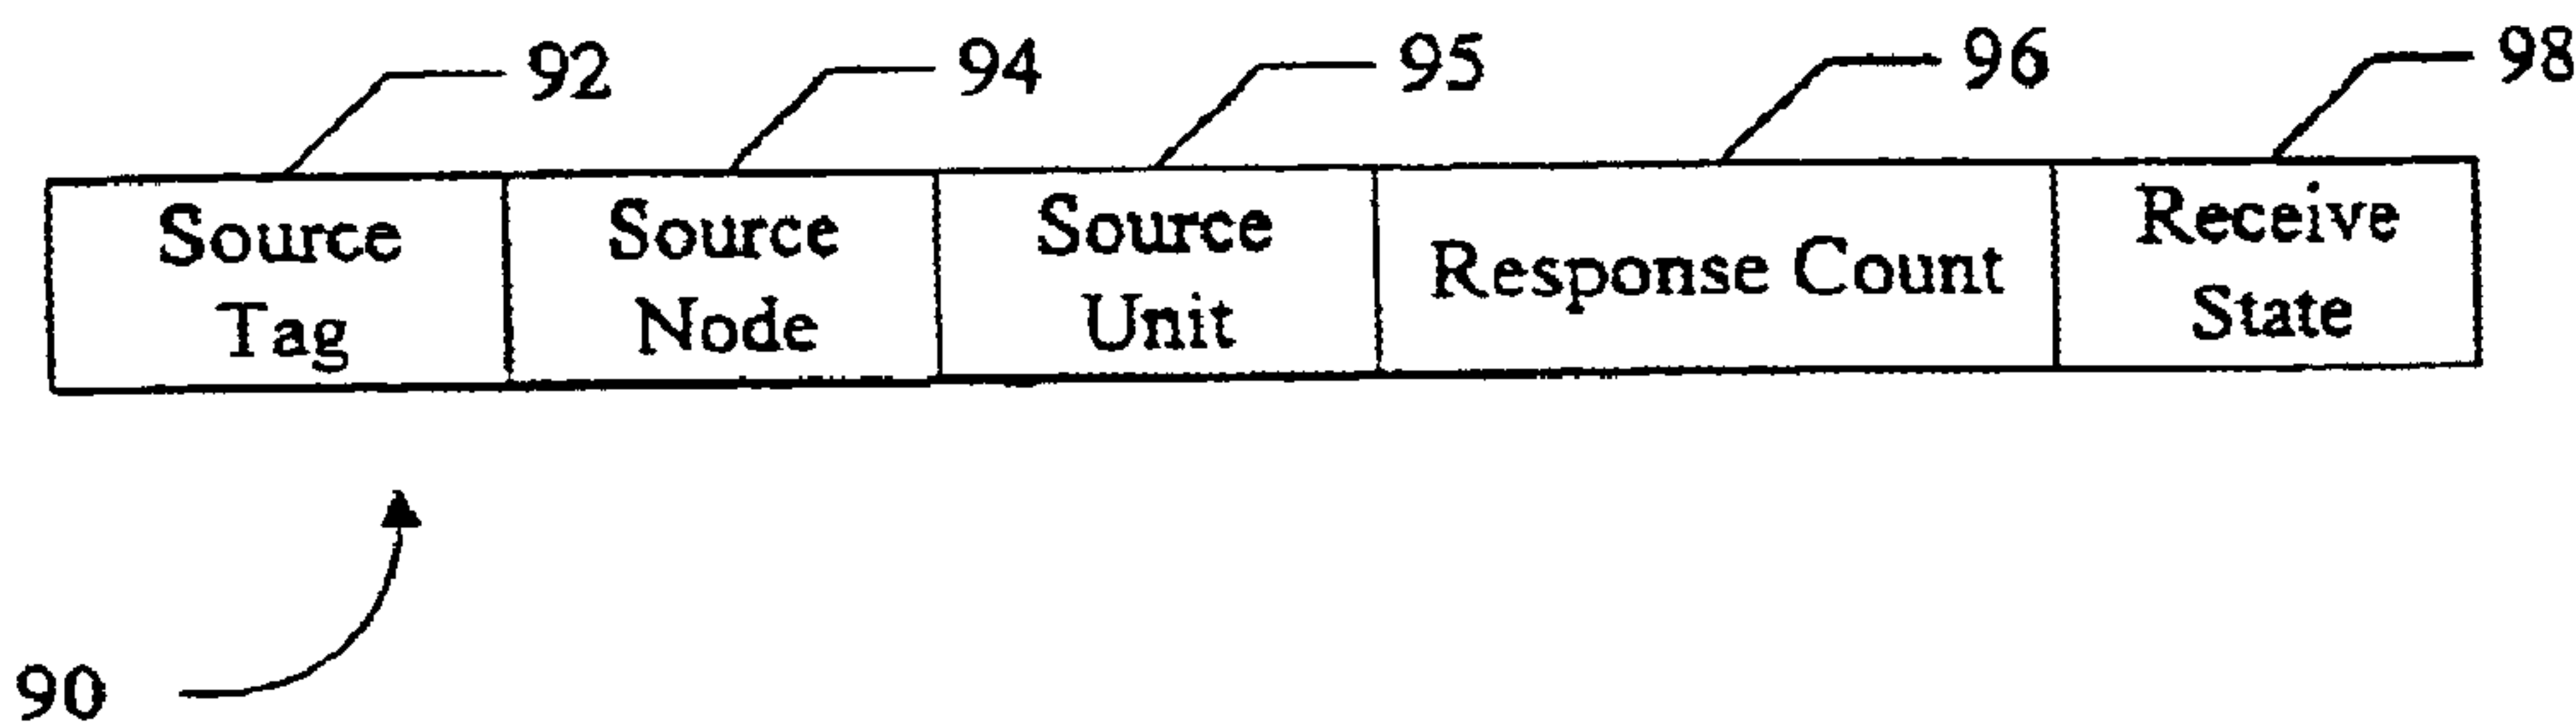 92
94
95
96
98
Source Tag
Source Node
Source Unit
Response Count
Receive State
90